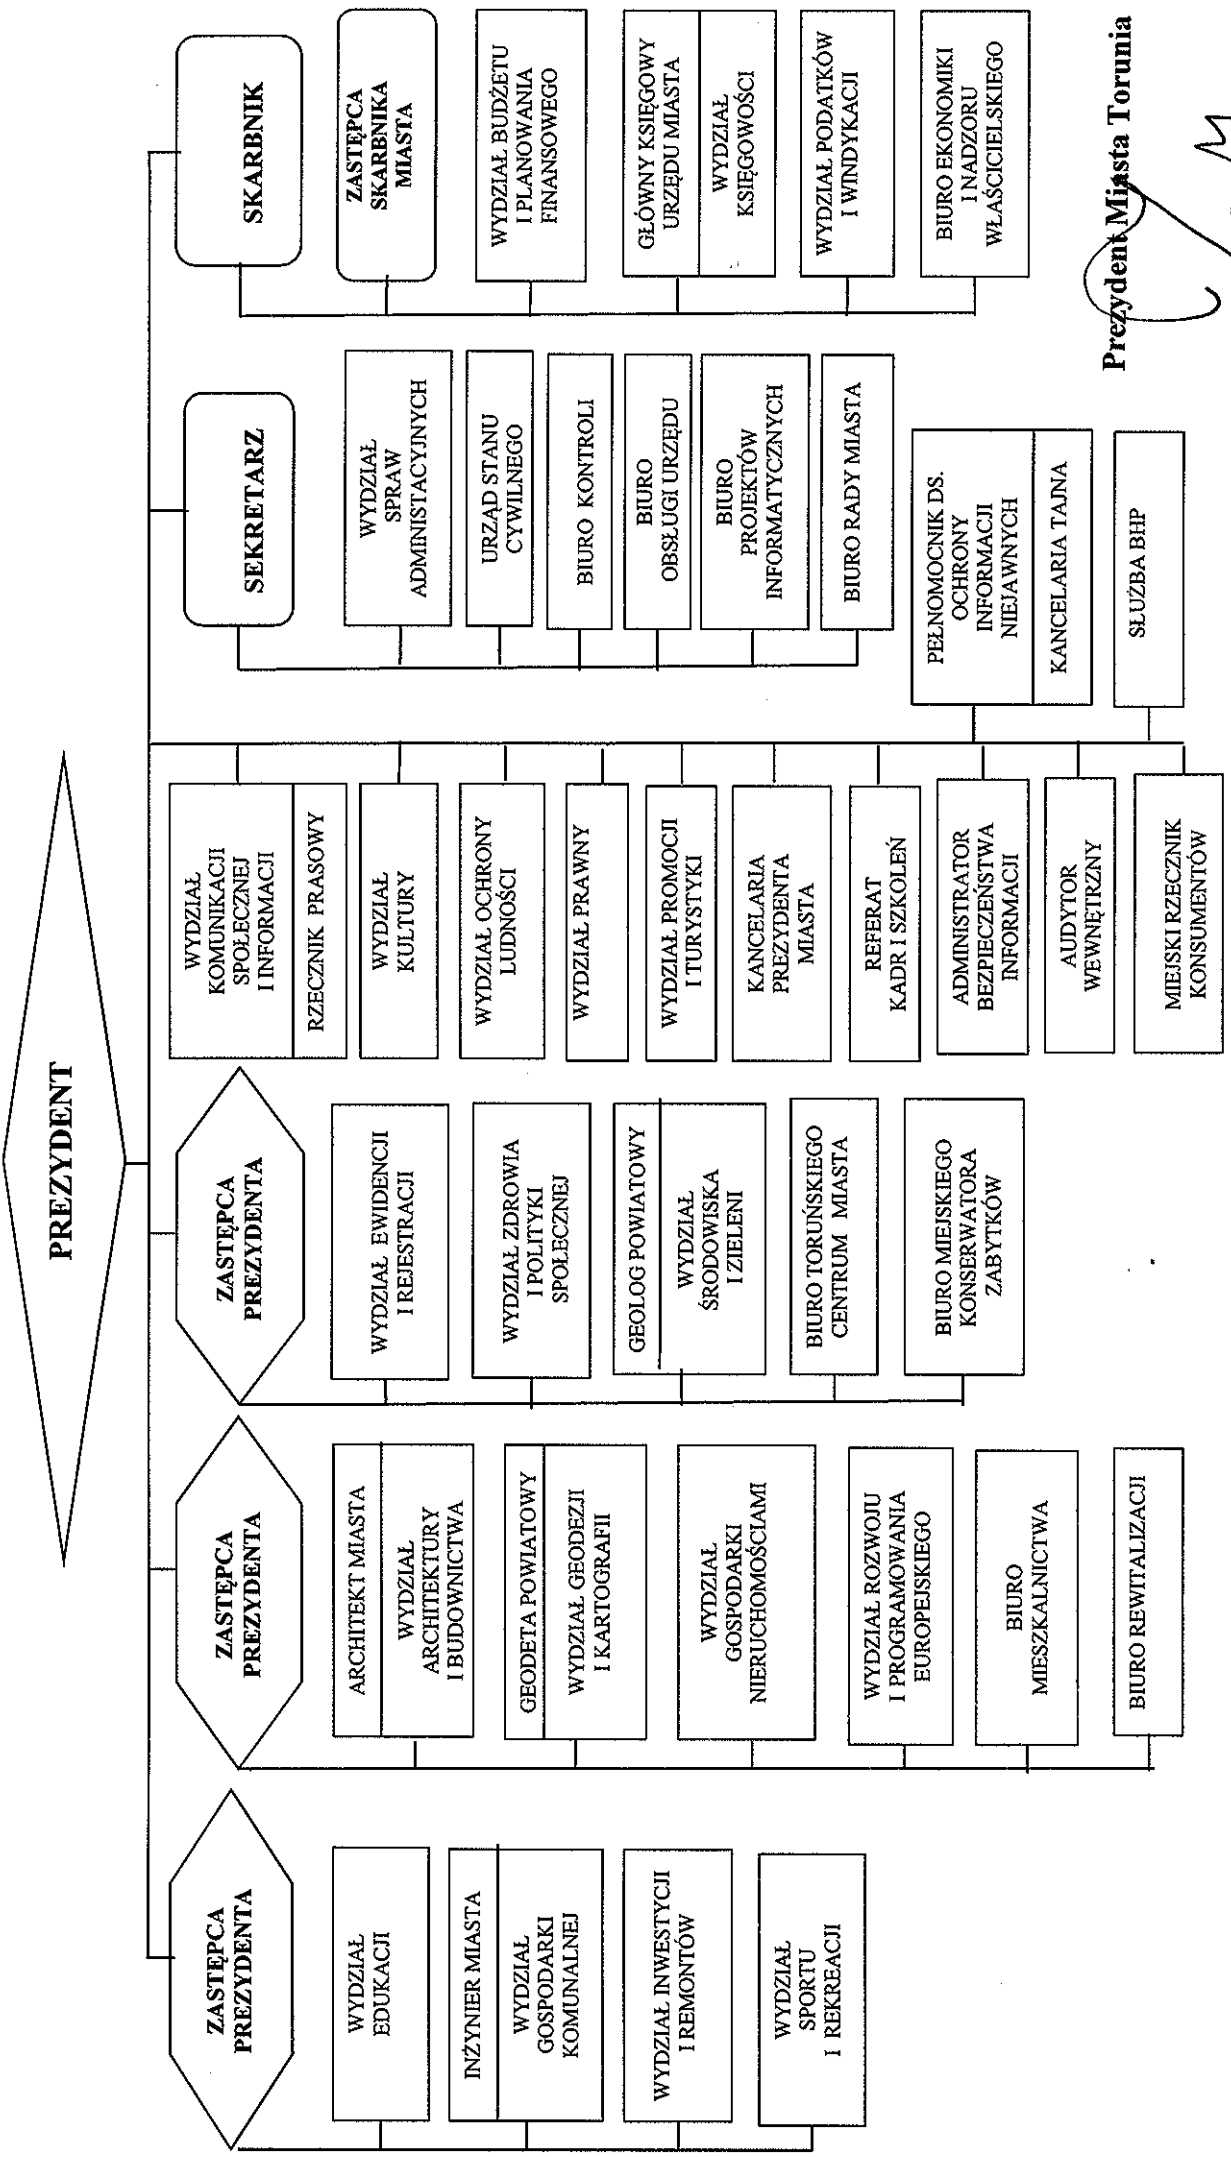 PREZYDENT
ZASTĘPCA
PREZYDENTA
WYDZIAŁ
EDUKACJI
INŻYNIER MIASTA
WYDZIAŁ
GOSPODARKI
KOMUNALNEJ
WYDZIAŁ INWESTYCJI
I REMONTÓW
WYDZIAŁ
SPORTU
I REKREACJI
ZASTĘPCA
PREZYDENTA
ARCHITEKT MIASTA
WYDZIAŁ
ARCHITEKTURY
I BUDOWNICTWA
GEODETA POWIATOWY
WYDZIAŁ GEODEZJI
I KARTOGRAFII
WYDZIAŁ
GOSPODARKI
NIERUCHOMOŚCIAMI
WYDZIAŁ ROZWOJU
I PROGRAMOWANIA
EUROPEJSKIEGO
BIURO
MIESZKALNICTWA
BIURO REWITALIZACJI
ZASTĘPCA
PREZYDENTA
WYDZIAŁ EWIDENCJI
I REJESTRACJI
WYDZIAŁ ZDROWIA
I POLITYKI
SPOŁECZNEJ
GEOLOG POWIATOWY
WYDZIAŁ
ŚRODOWISKA
I ZIELENI
BIURO TORUŃSKIEGO
CENTRUM MIASTA
BIURO MIEJSKIEGO
KONSERWATORA
ZABYTKÓW
WYDZIAŁ
KOMUNIKACJI
SPOŁECZNEJ
I INFORMACJI
RZECZNIK PRASOWY
WYDZIAŁ
KULTURY
WYDZIAŁ OCHRONY
LUDNOŚCI
WYDZIAŁ PRAWNY
WYDZIAŁ PROMOCJI
I TURYSTYKI
KANCELARIA
PREZYDENTA
MIASTA
REFERAT
KADR I SZKOLEŃ
ADMINISTRATOR
BEZPIECZEŃSTWA
INFORMACJI
AUDYTOR
WEWNĘTRZNY
MIEJSKI RZECZNIK
KONSUMENTÓW
PEŁNOMOCNIK DS.
OCHRONY
INFORMACJI
NIEJAWNYCH
KANCELARIA TAJNA
SŁUŻBA BHP
SEKRETARZ
WYDZIAŁ
SPRAW
ADMINISTACYJNYCH
URZĄD STANU
CYWILNEGO
BIURO KONTROLI
BIURO
OBSŁUGI URZĘDU
BIURO
PROJEKTÓW
INFORMATYCZNYCH
BIURO RADY MIASTA
SKARBNIK
ZASTĘPCA
SKARBNIKA
MIASTA
WYDZIAŁ BUDŻETU
I PLANOWANIA
FINANSOWEGO
GŁÓWNY KSIĘGOWY
URZĘDU MIASTA
WYDZIAŁ
KSIĘGOWOŚCI
WYDZIAŁ PODATKÓW
I WINDYKACJI
BIURO EKONOMIKI
I NADZORU
WŁAŚCICIELSKIEGO
Prezydent Miasta Torunia